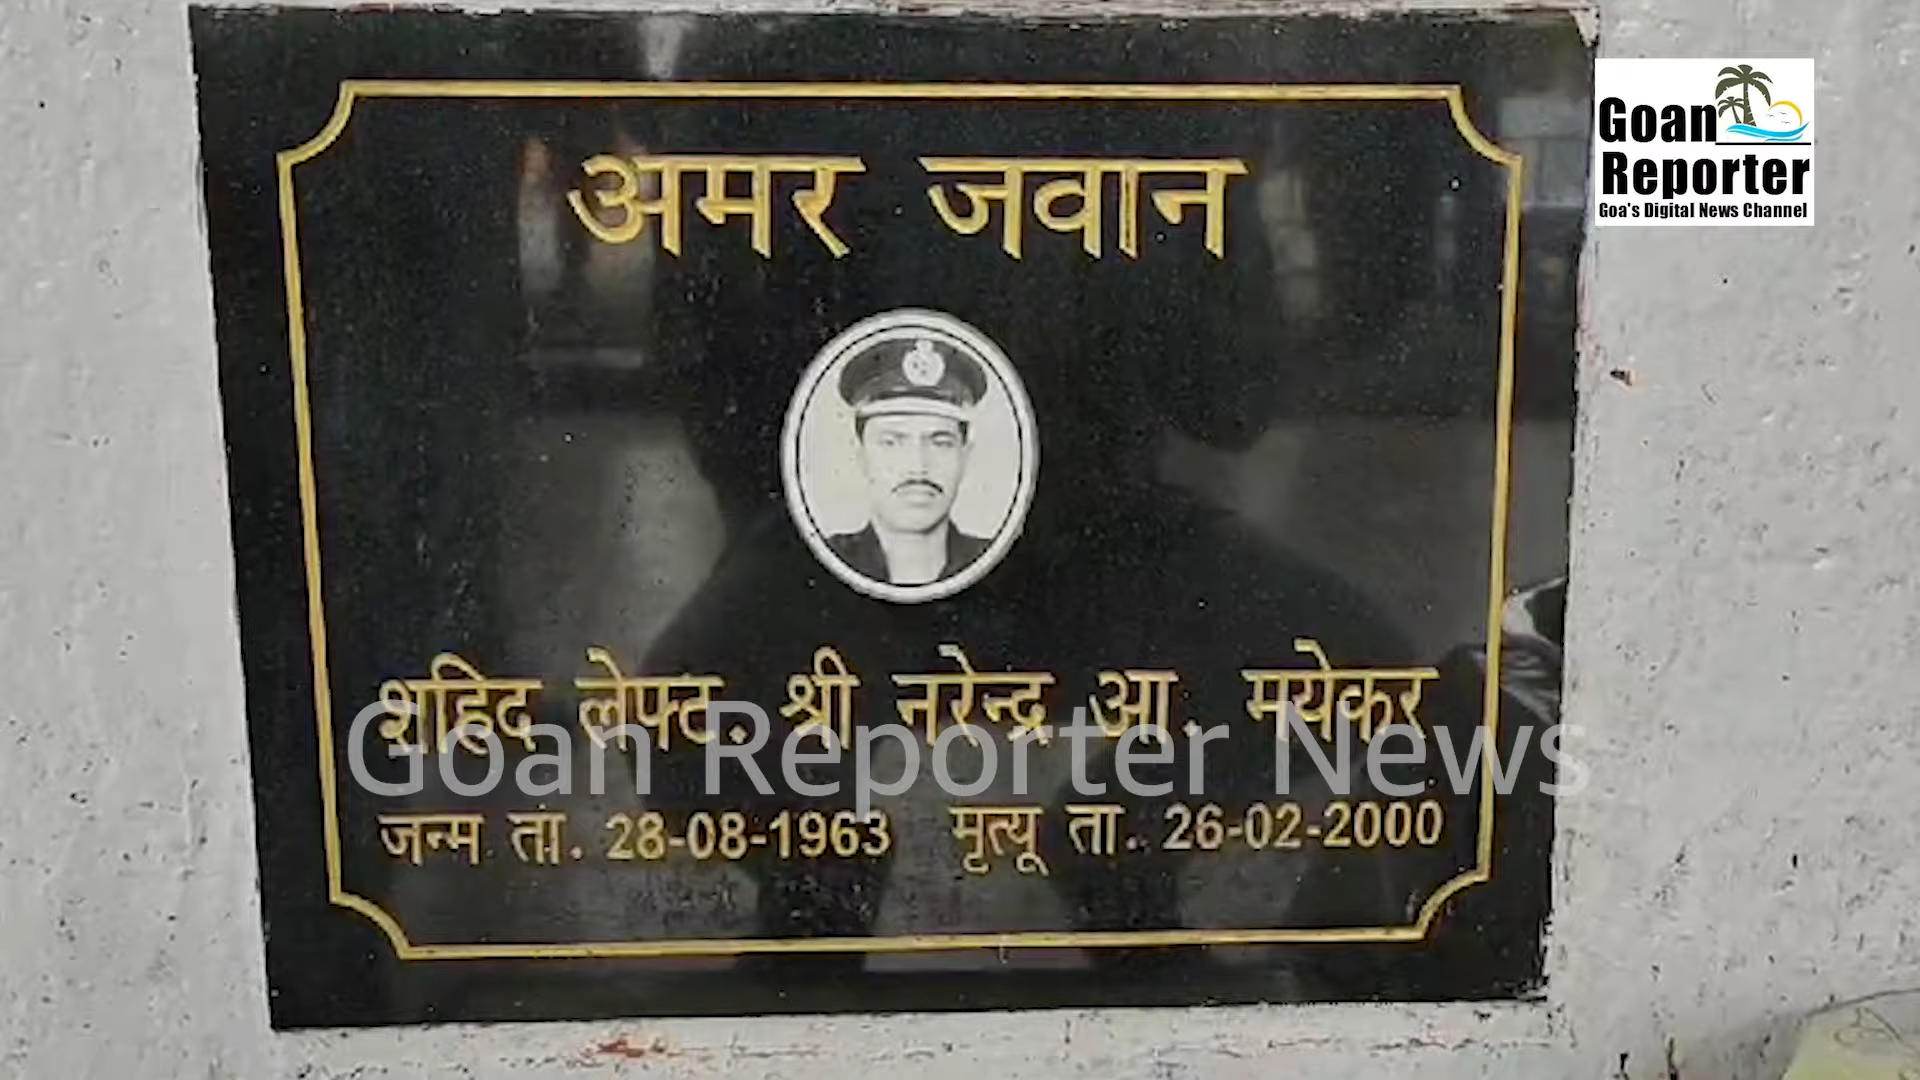 Goan
Reporter
Goa's Digital News Channel
अमर जवान
शहिद लेफ्ट. श्री नरेन्द्र आ. मयेकर
Goan Reporter News
जन्म ता. 28-08-1963 मृत्यू ता. 26-02-2000